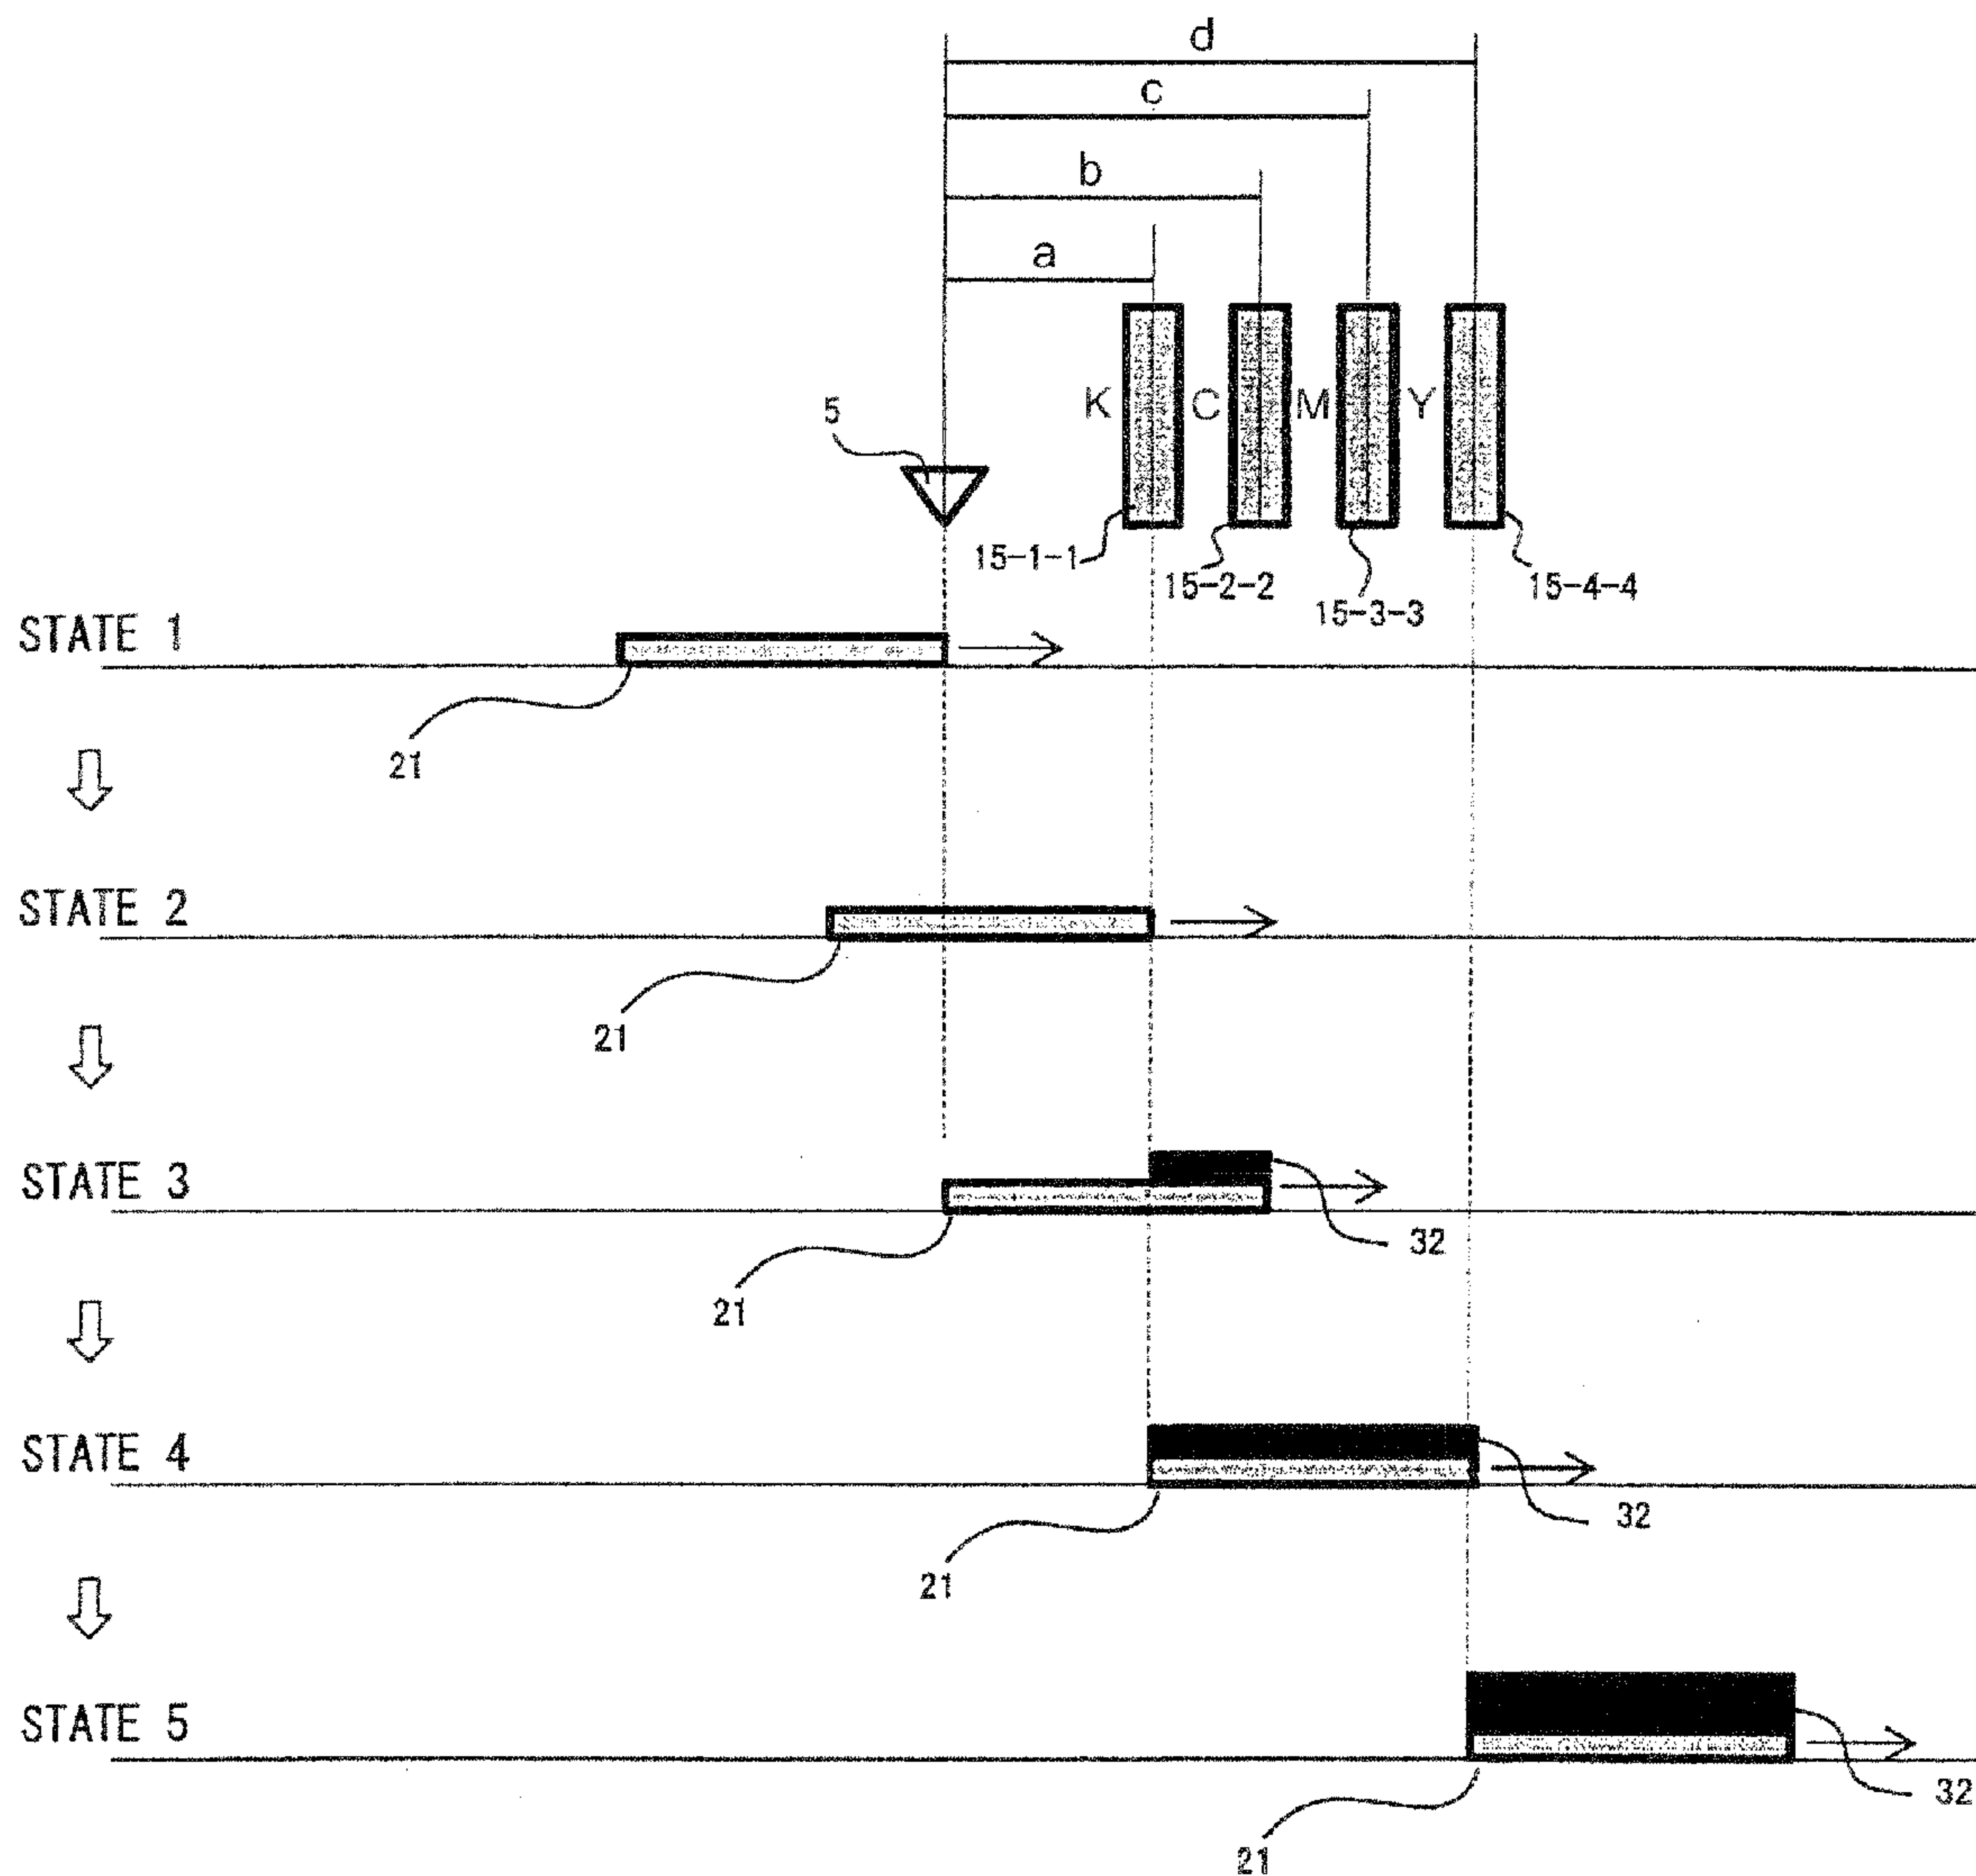 d
c
b
a
K C M Y
5
15-1-1
15-2-2
15-3-3
15-4-4
STATE 1
21
STATE 2
21
STATE 3
32
21
STATE 4
32
21
STATE 5
32
21